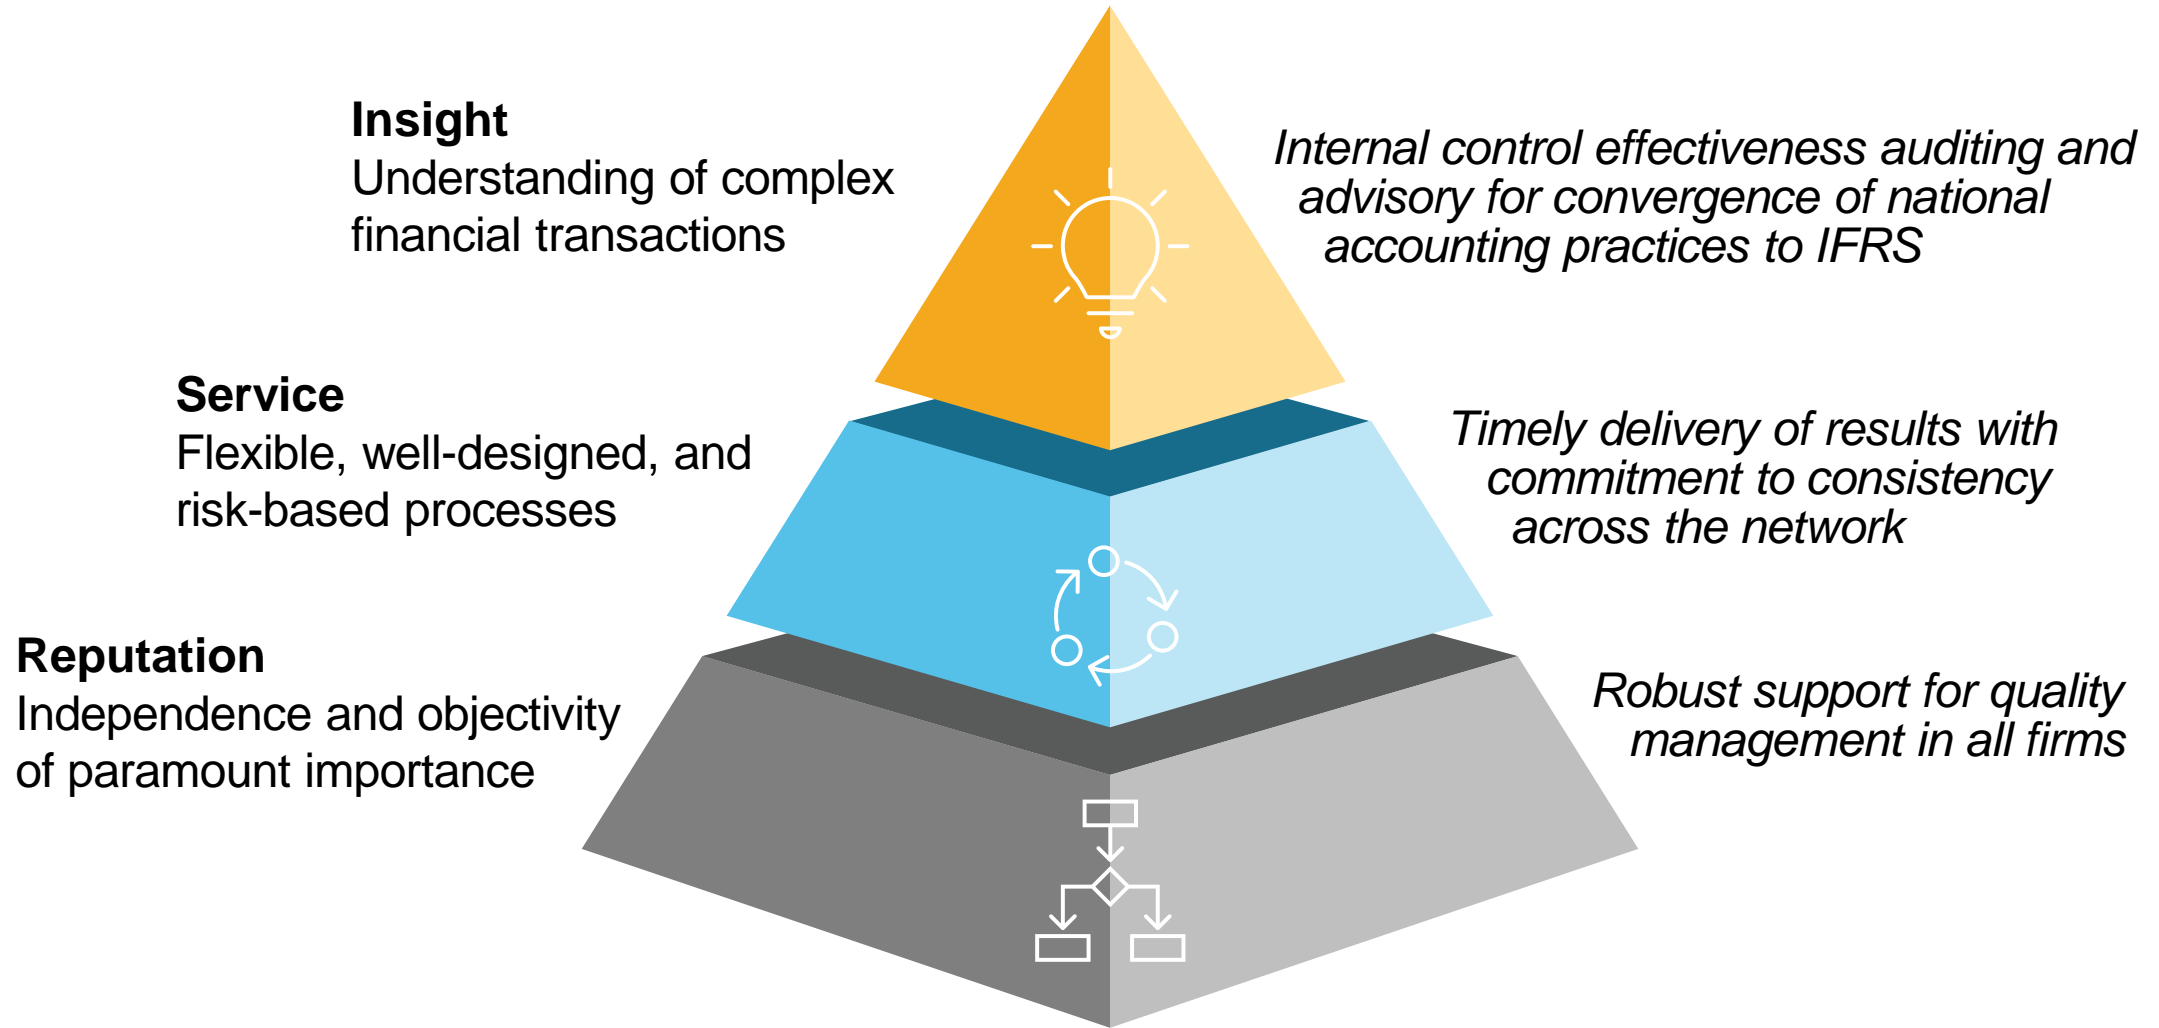 Insight
Understanding of complex
financial transactions
Internal control effectiveness auditing and
advisory for convergence of national
accounting practices to IFRS
Service
Flexible, well-designed, and
risk-based processes
Timely delivery of results with
commitment to consistency
across the network
Reputation
Independence and objectivity
of paramount importance
Robust support for quality
management in all firms